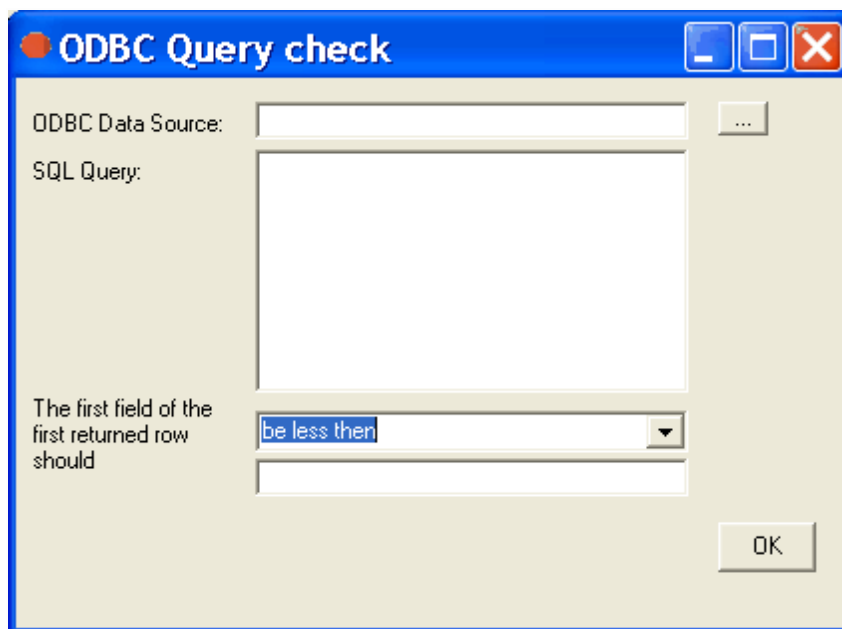 ODBC Query check
ODBC Data Source:
...
SQL Query:
The first field of the
first returned row
should
be less then
OK